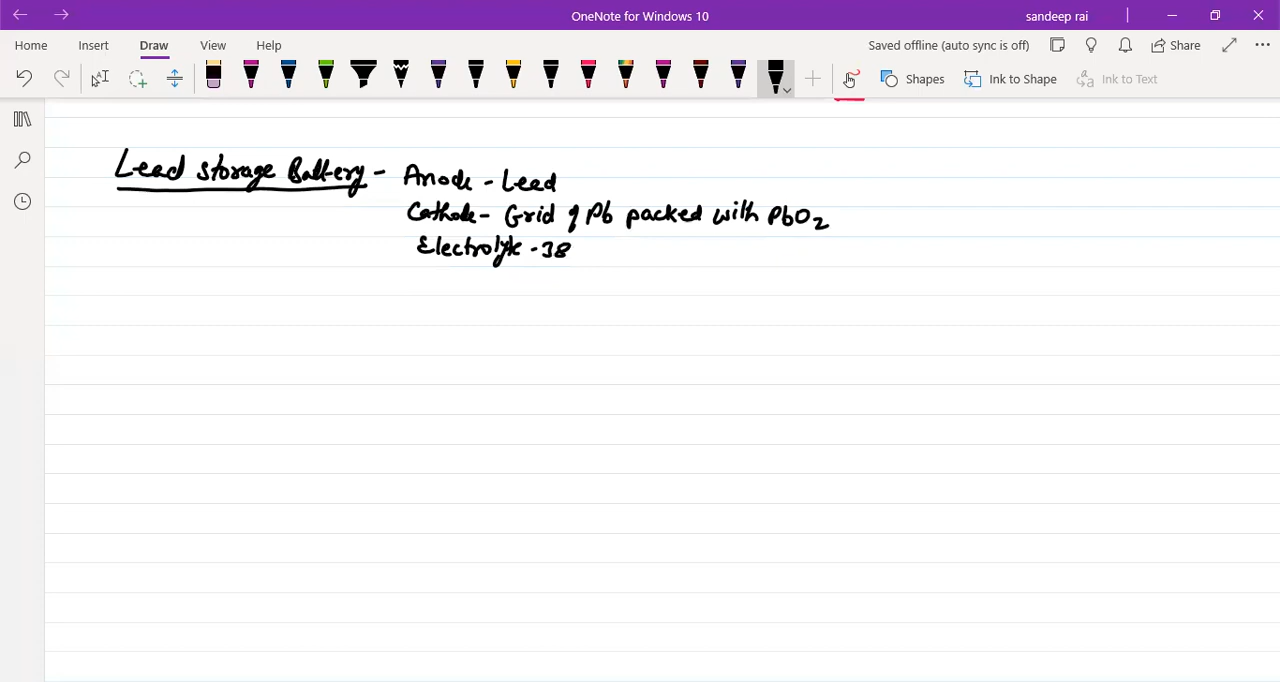 OneNote for Windows 10
sandeep rai
Home
Insert
Draw
View
Help
Saved offline (auto sync is off)
Share
Shapes
Ink to Shape
Ink to Text
Lead storage Battery - Anode - Lead
Cathode - Grid of Pb packed with PbO2
Electrolyte - 38